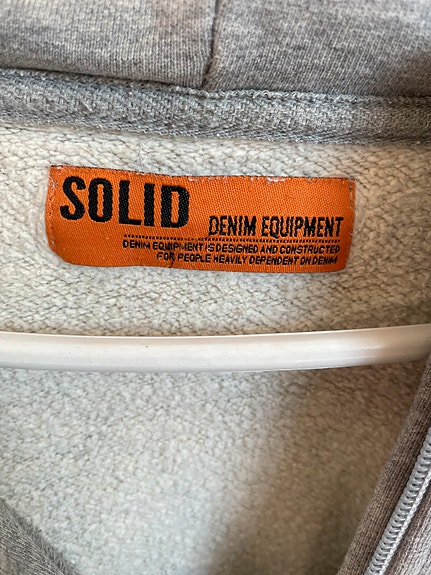 SOLID
DENIM EQUIPMENT
DENIM EQUIPMENT IS DESIGNED AND CONSTRUCTED
FOR PEOPLE HEAVILY DEPENDENT ON DENIM